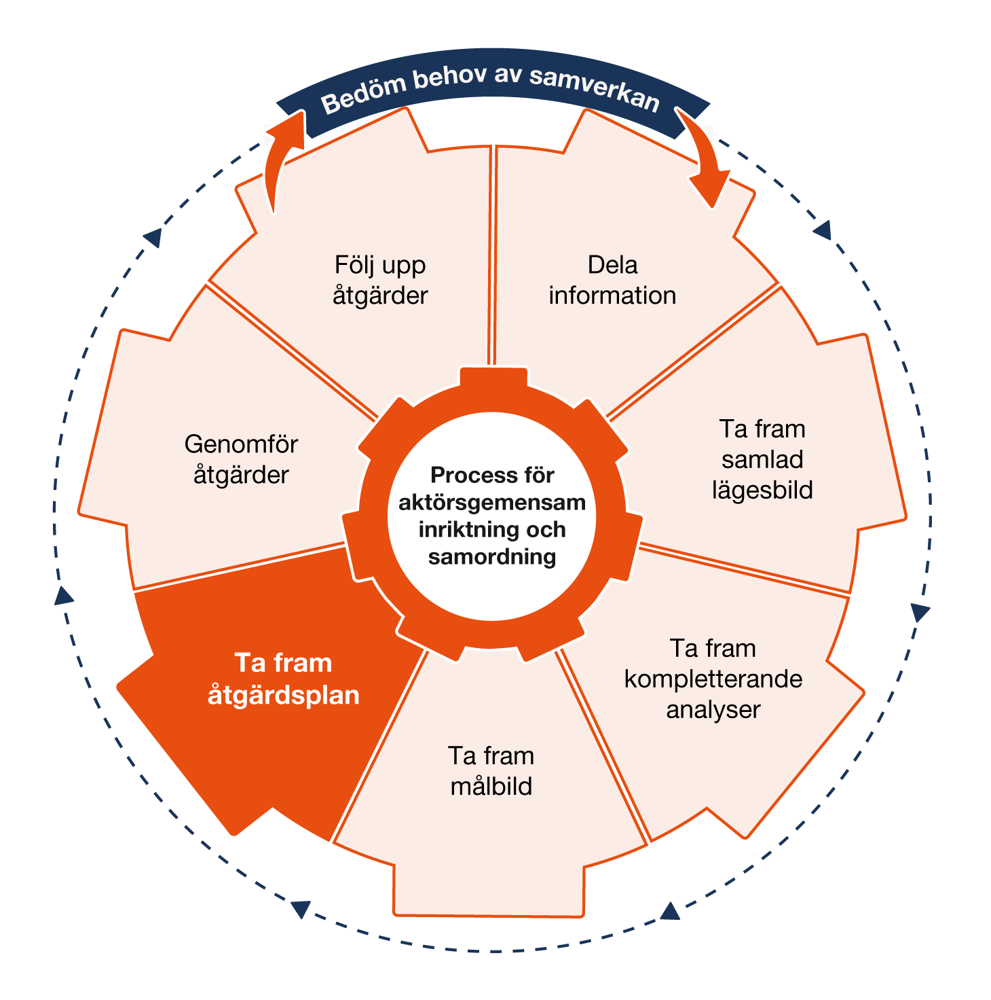 Bedöm behov av samverkan
Dela
information
Ta fram
samlad
lägesbild
Ta fram
kompletterande
analyser
Ta fram
målbild
Ta fram
åtgärdsplan
Genomför
åtgärder
Följ upp
åtgärder
Process för
aktörsgemensam
inriktning och
samordning